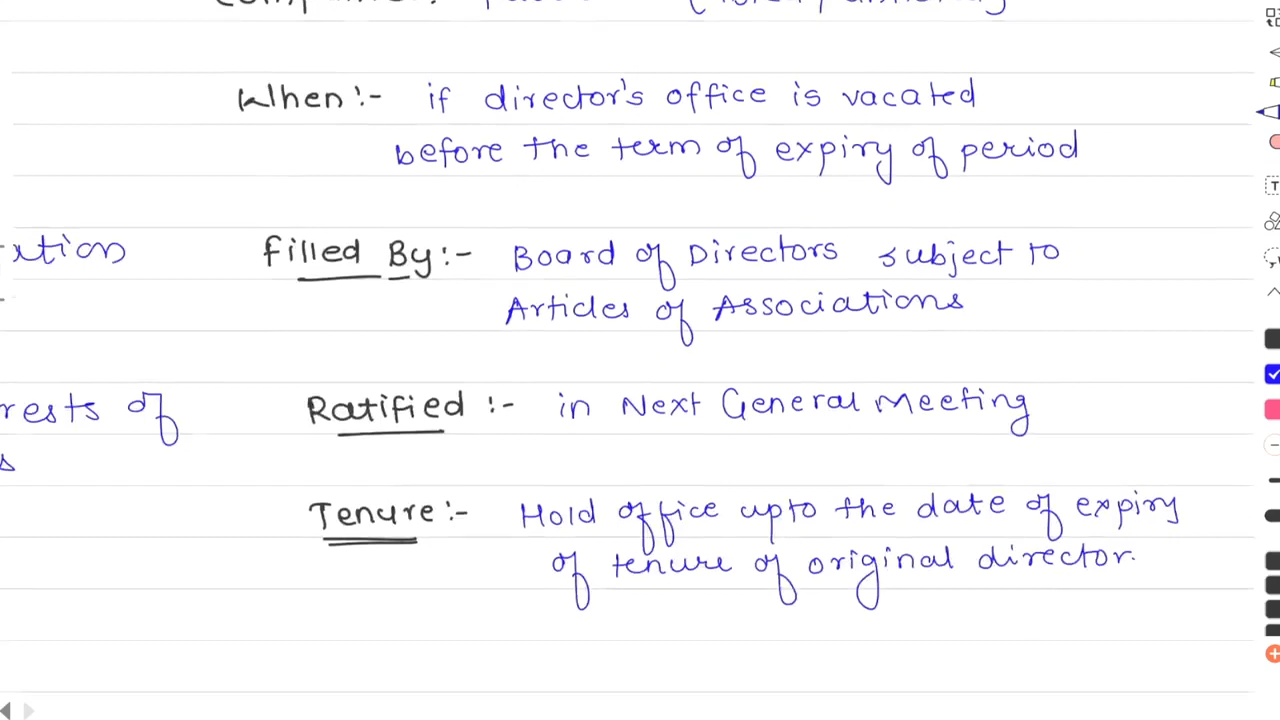 When :- if director's office is vacated
before the term of expiry of period
Filled By :- Board of Directors subject to
Articles of Associations
Ratified :- in Next General Meeting
rests of
Tenure :- Hold office upto the date of expiry
of tenure of original director.